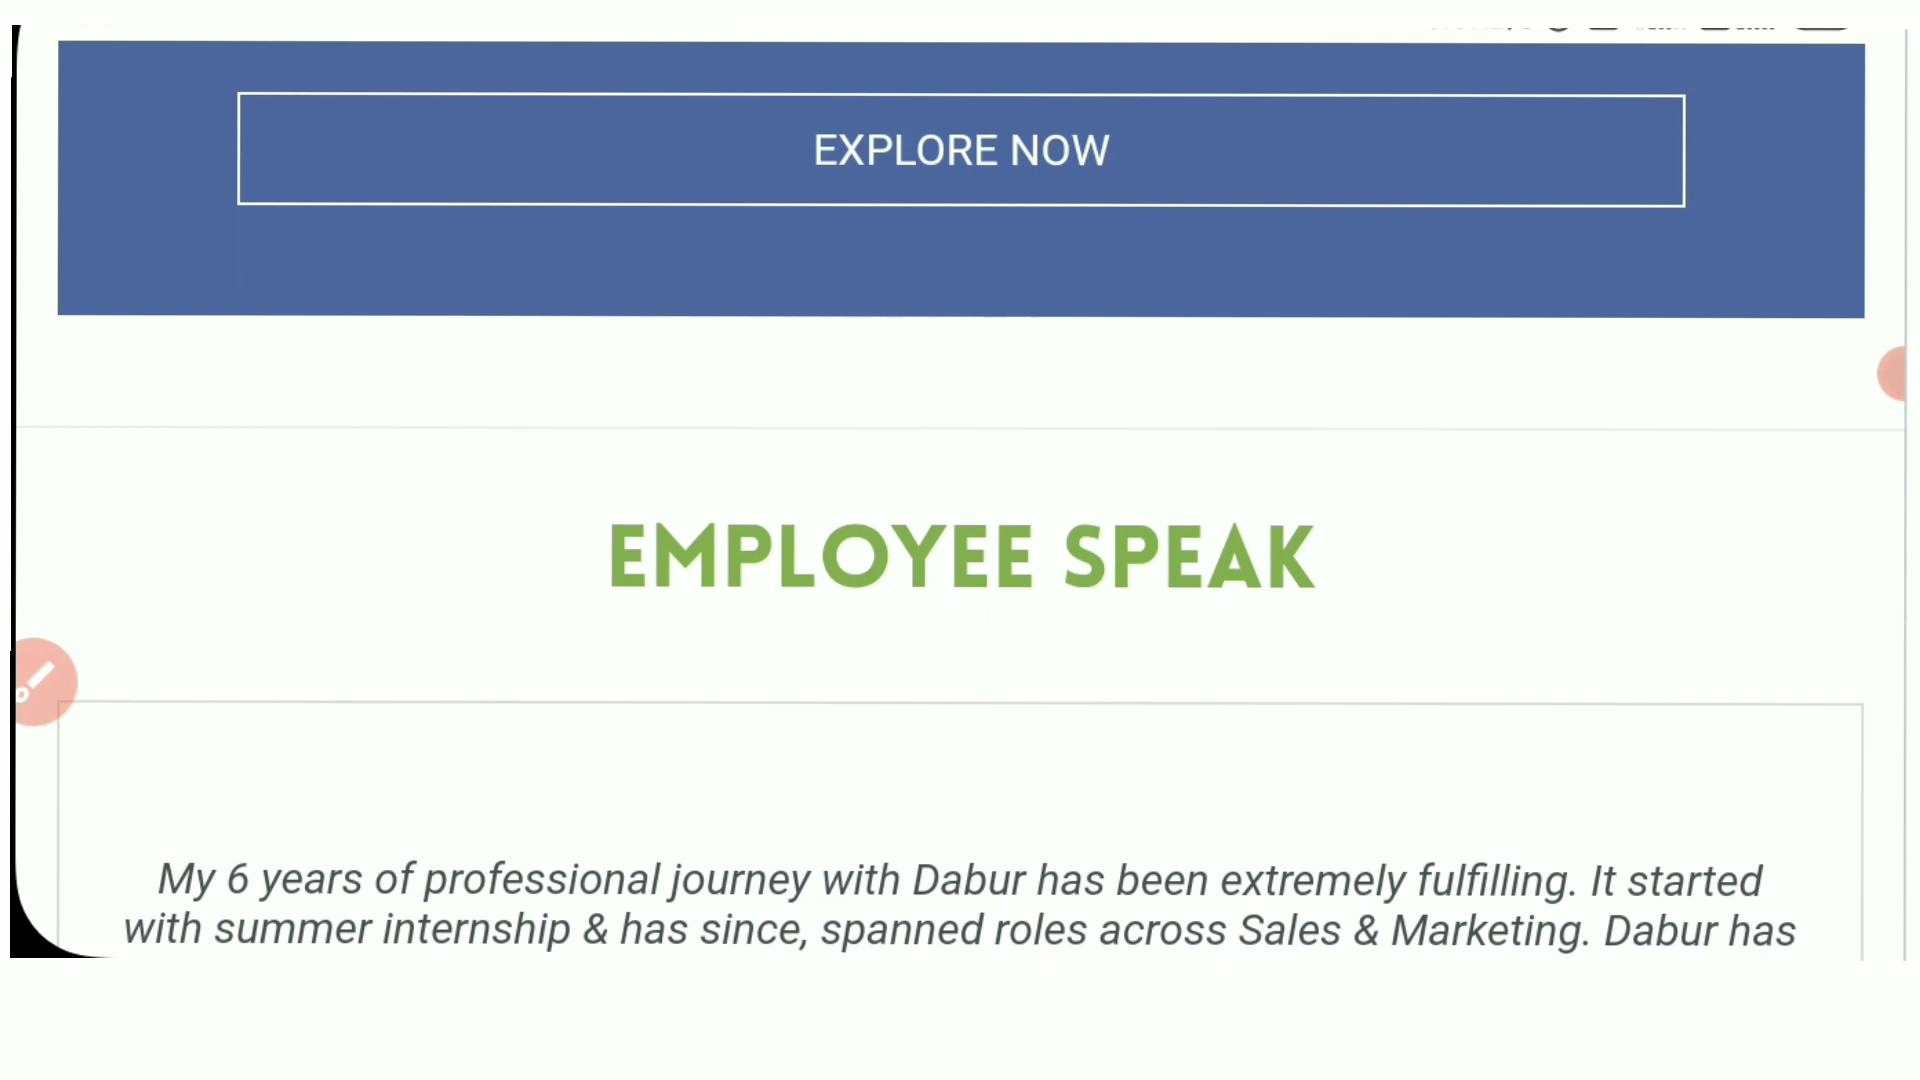 EXPLORE NOW
EMPLOYEE SPEAK
My 6 years of professional journey with Dabur has been extremely fulfilling. It started
with summer internship & has since, spanned roles across Sales & Marketing. Dabur has